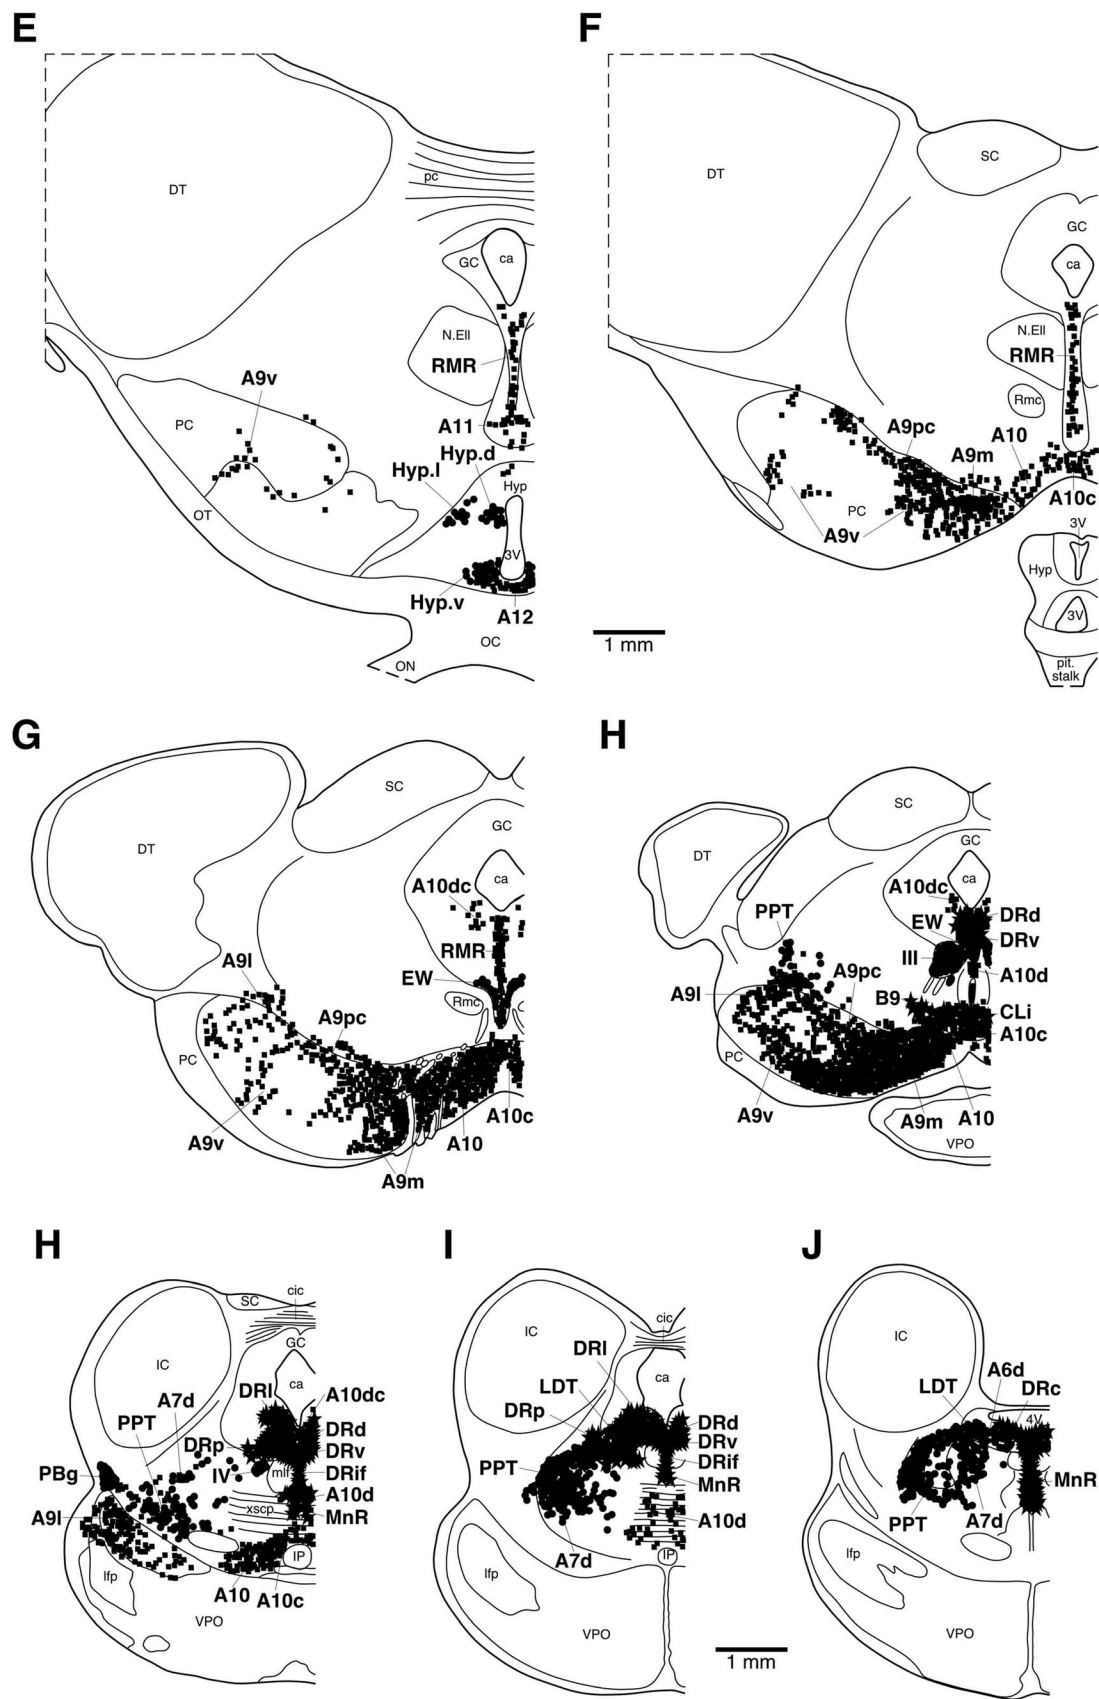 E
DT
pc
GC
ca
N.Ell
RMR
A9v
PC
A11
Hyp.d
Hyp.l
Hyp
OT
3V
Hyp.v
A12
OC
ON
F
SC
DT
GC
ca
N.Ell
RMR
Rmc
A9pc
A10
A9m
PC
A9v
A10c
3V
Hyp
3V
pit.
stalk
1 mm
G
SC
DT
GC
ca
A10dc
RMR
A9l
EW
Rmc
A9pc
PC
A9v
A10c
A10
A9m
H
SC
DT
GC
ca
A10dc
PPT
DRd
EW
DRv
III
A9pc
A10d
A9l
B9
CLi
A10c
PC
A9v
A9m
A10
VPO
H
cic
SC
GC
IC
ca
DRl
A10dc
A7d
PPT
DRd
DRp
DRv
PBg
IV
mlf
DRif
A10d
A9l
xscp
MnR
IP
lfp
A10
A10c
VPO
I
cic
IC
DRl
ca
LDT
DRp
DRd
DRv
DRif
PPT
MnR
A10d
A7d
IP
lfp
VPO
J
IC
A6d
LDT
DRc
4V
MnR
PPT
A7d
lfp
VPO
1 mm